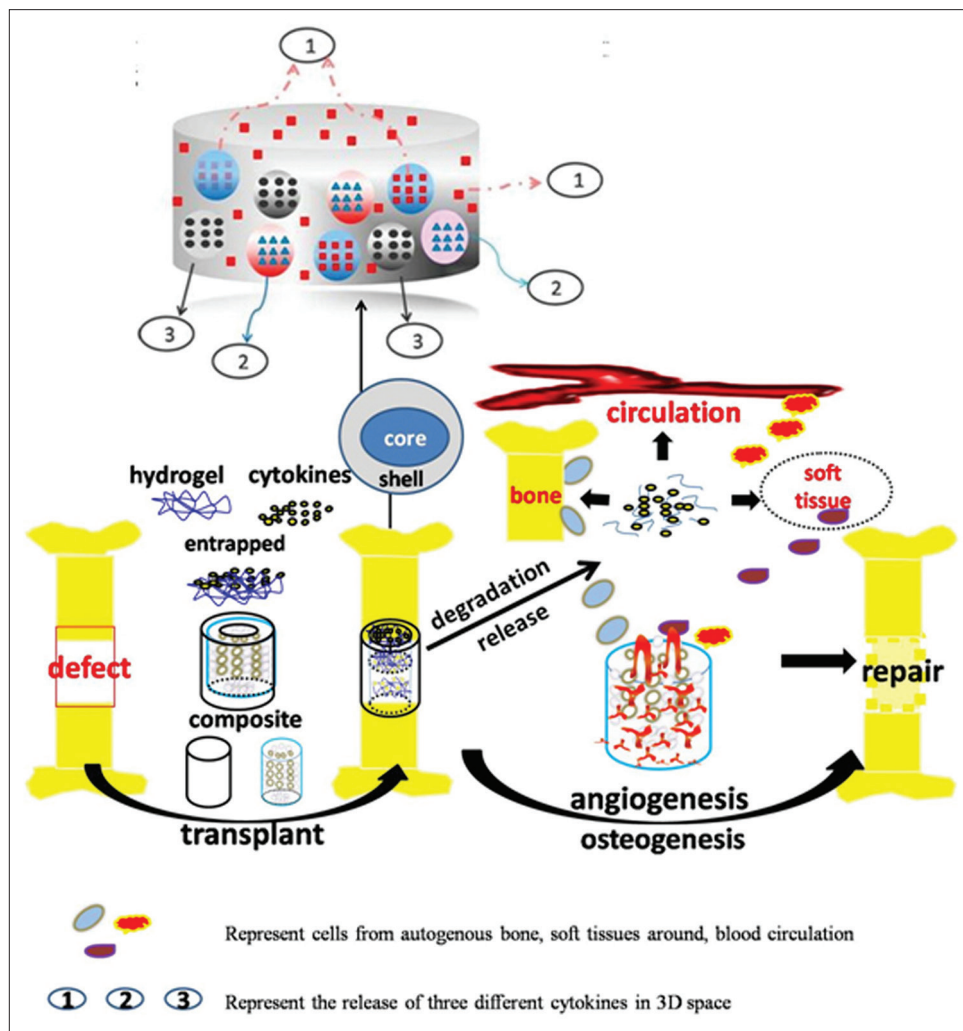 1
1
3
2
3
2
core
shell
hydrogel cytokines
entrapped
defect
composite
transplant
degradation
release
circulation
bone
soft
tissue
repair
angiogenesis
osteogenesis
Represent cells from autogenous bone, soft tissues around, blood circulation
1 2 3 Represent the release of three different cytokines in 3D space